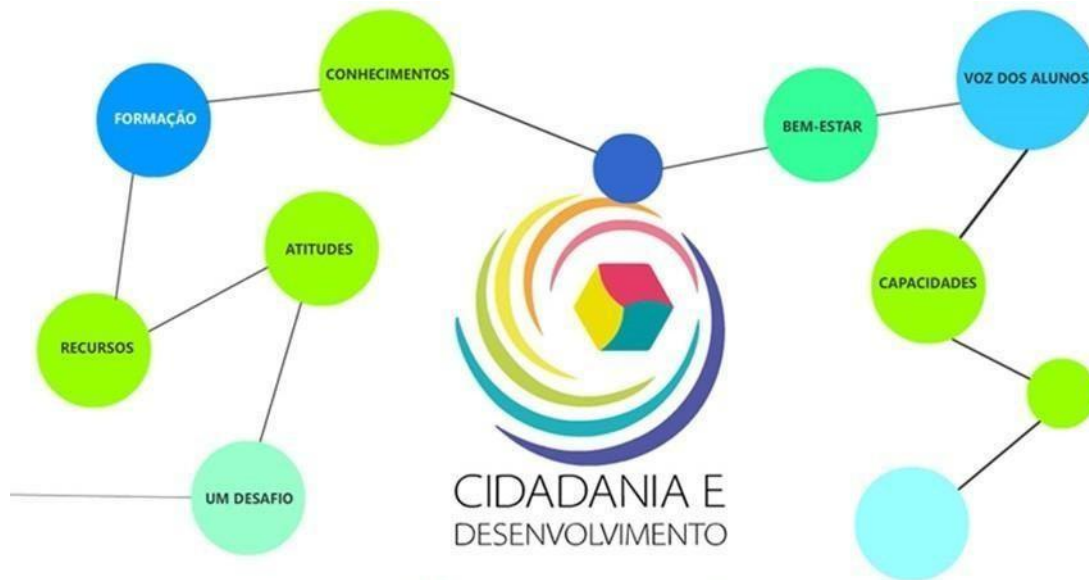 CONHECIMENTOS
VOZ DOS ALUNOS
FORMAÇÃO
BEM-ESTAR
ATITUDES
CAPACIDADES
RECURSOS
UM DESAFIO
CIDADANIA E
DESENVOLVIMENTO